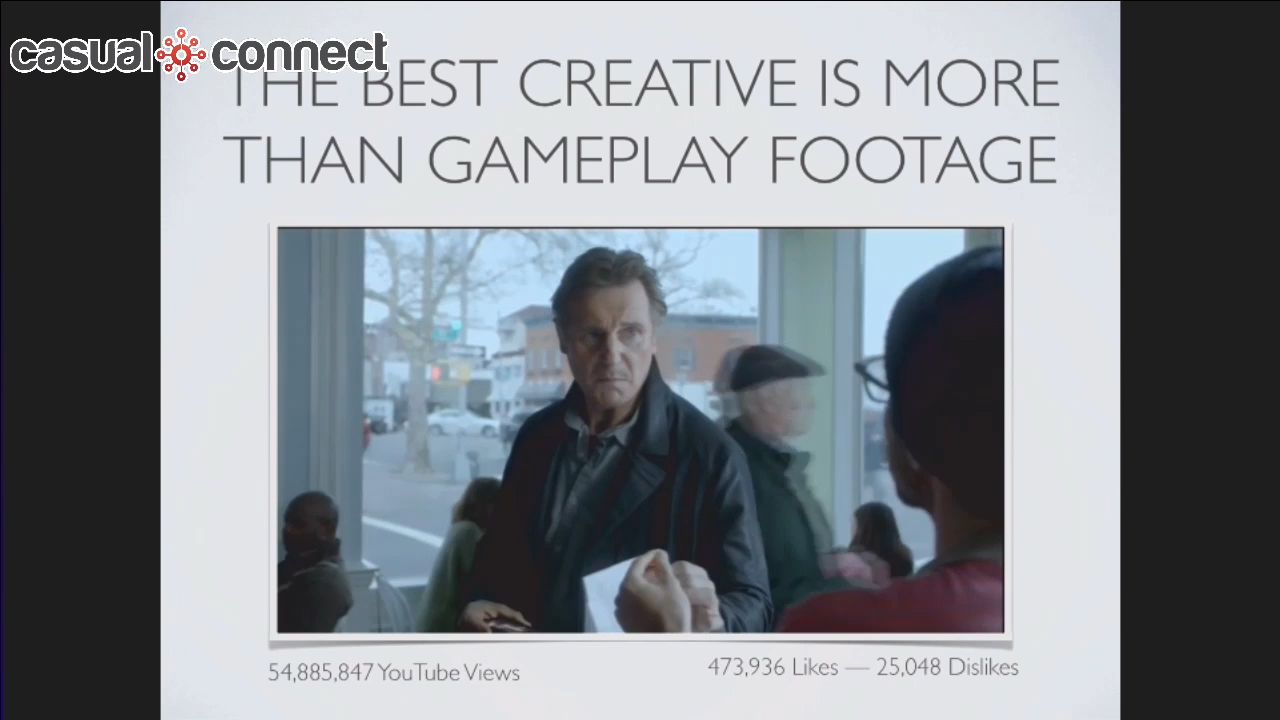 casual connect
THE BEST CREATIVE IS MORE
THAN GAMEPLAY FOOTAGE
54,885,847 YouTube Views
473,936 Likes — 25,048 Dislikes